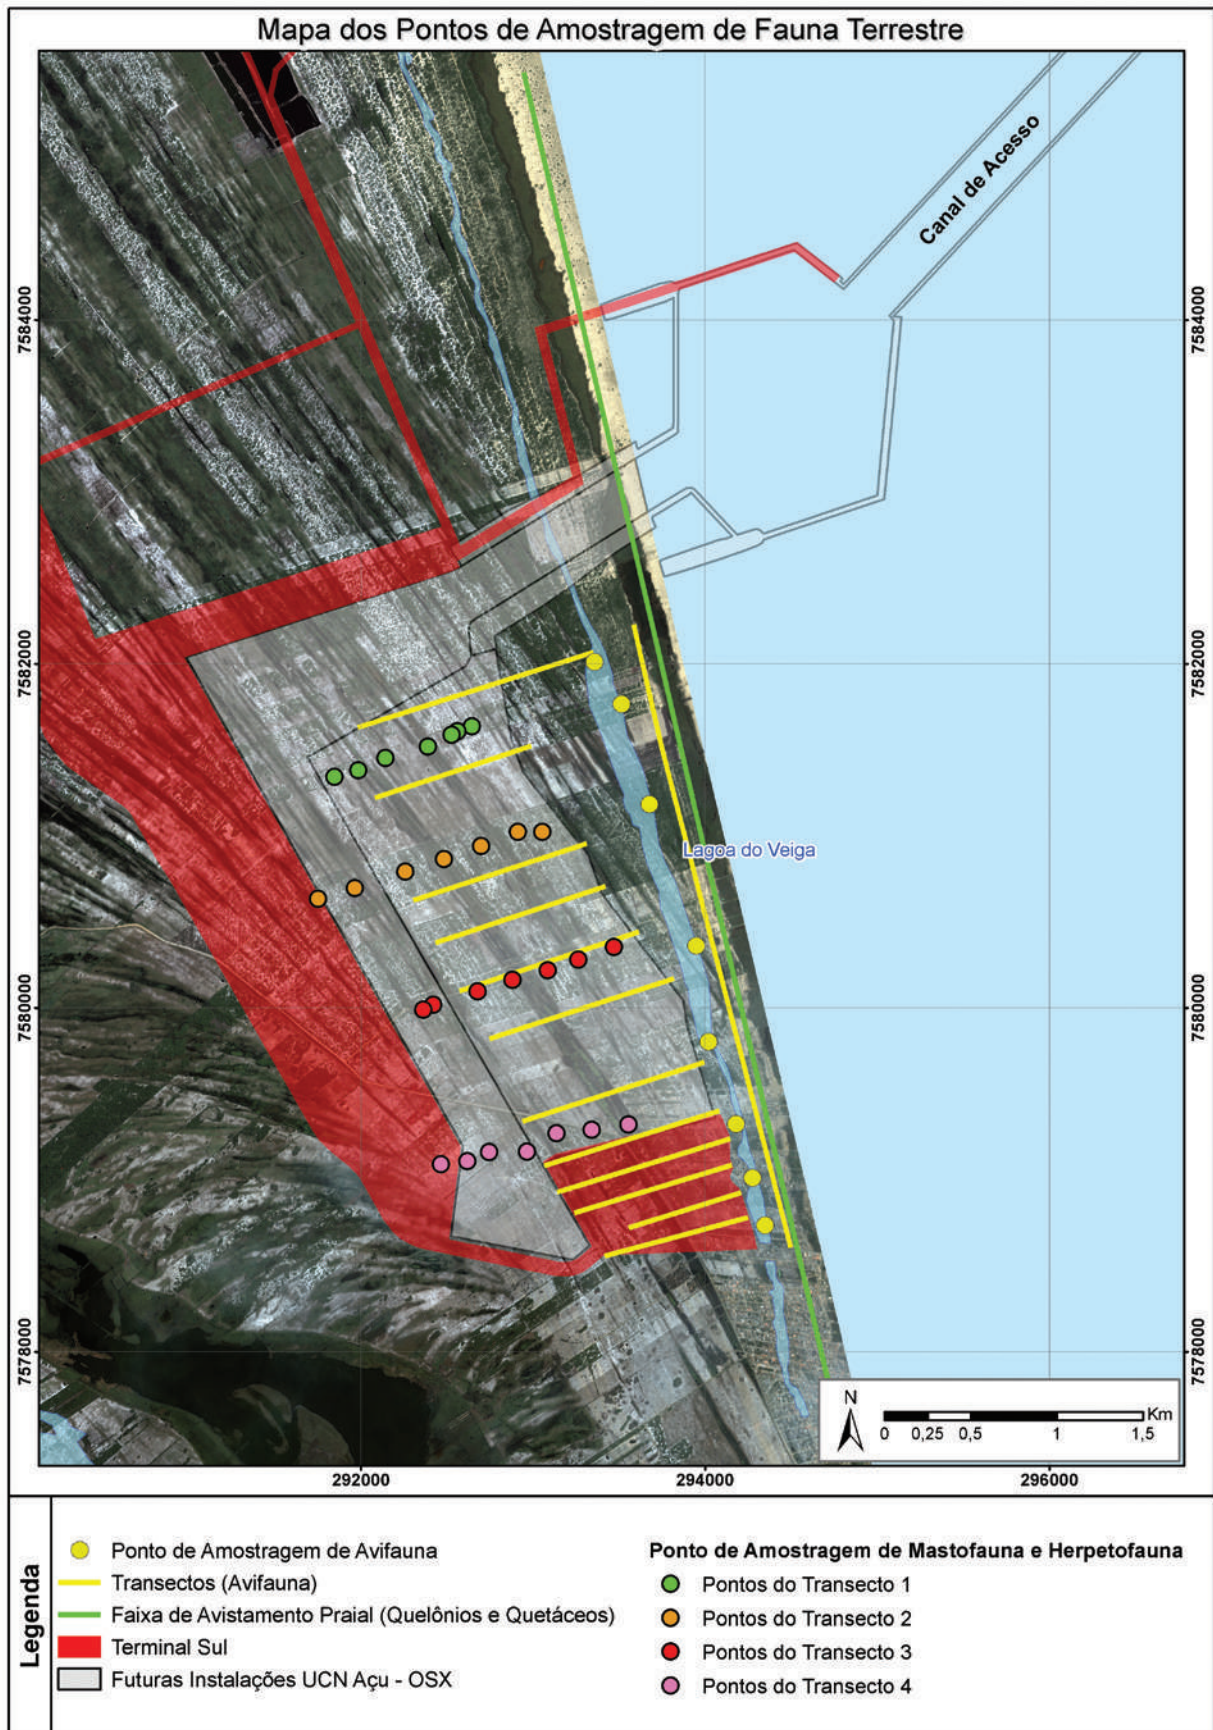 Mapa dos Pontos de Amostragem de Fauna Terrestre
Canal de Acesso
7584000
7584000
7582000
7582000
Lagoa do Veiga
7580000
7580000
7578000
7578000
N
Km
0 0,25 0,5 1 1,5
292000 294000 296000
Legenda
Ponto de Amostragem de Avifauna
Transectos (Avifauna)
Faixa de Avistamento Praial (Quelônios e Quetáceos)
Terminal Sul
Futuras Instalações UCN Açu - OSX
Ponto de Amostragem de Mastofauna e Herpetofauna
Pontos do Transecto 1
Pontos do Transecto 2
Pontos do Transecto 3
Pontos do Transecto 4